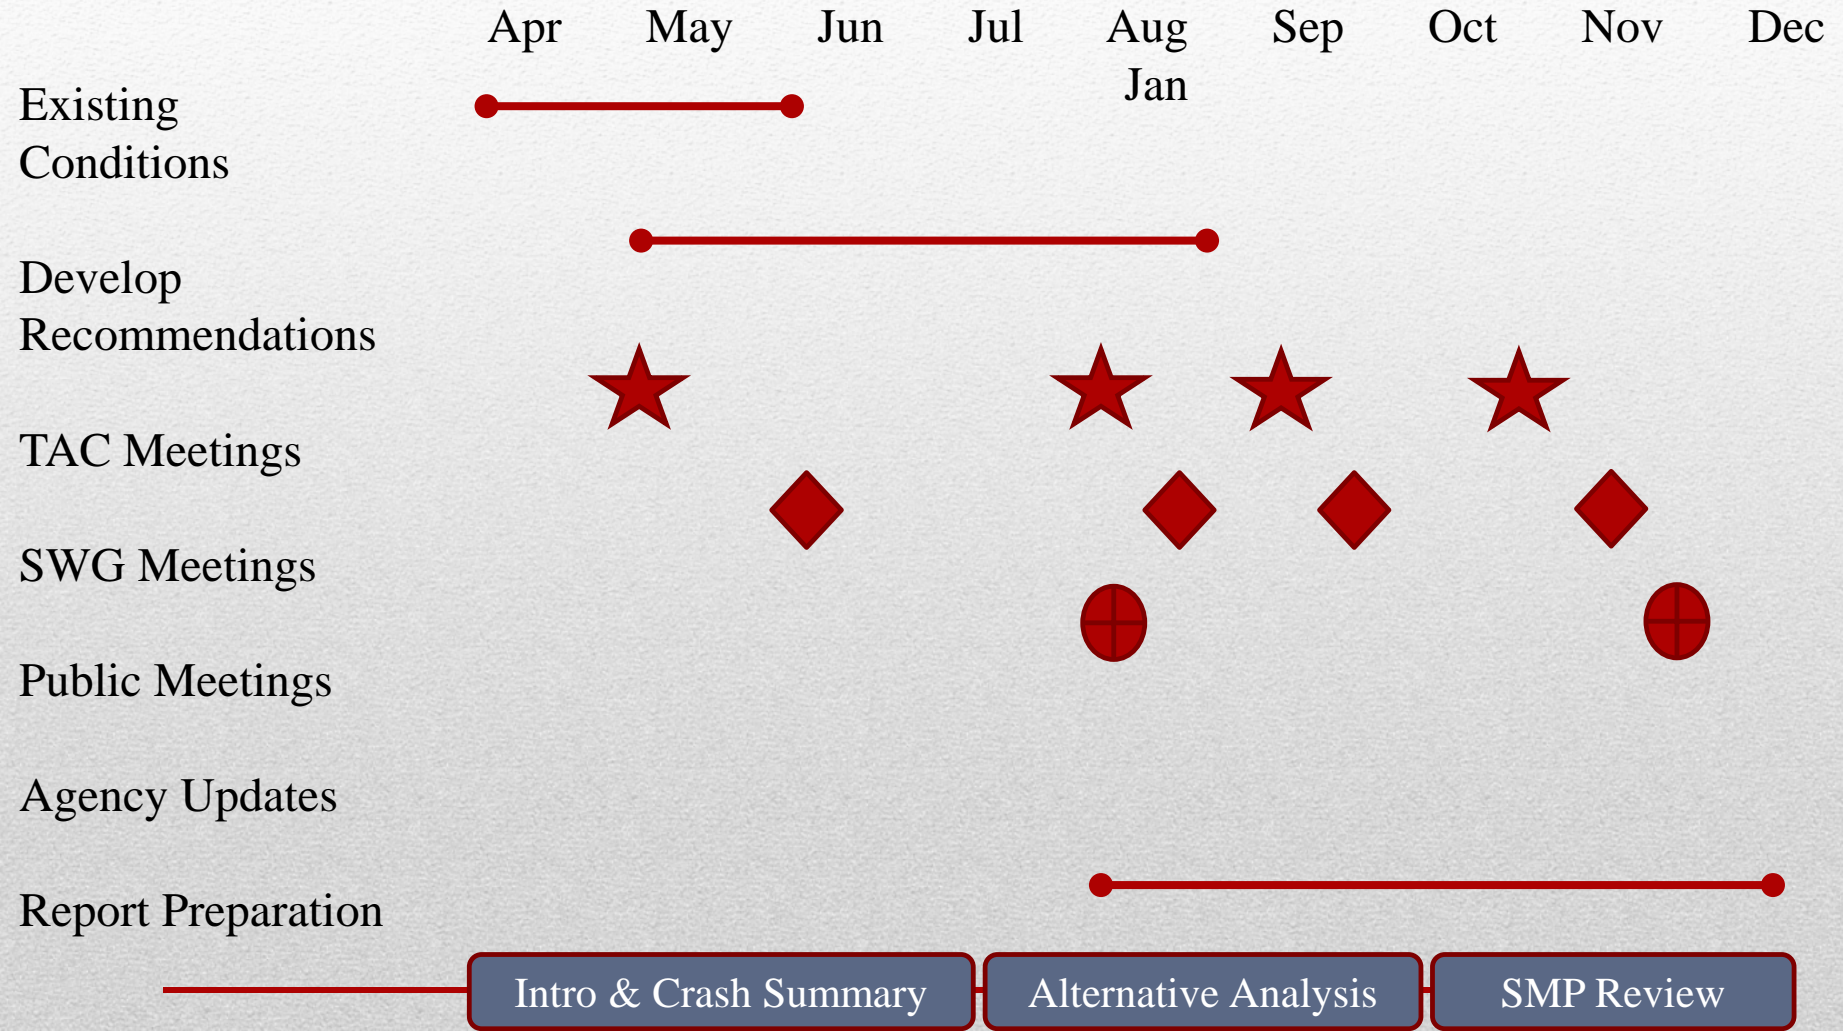 Apr May Jun Jul Aug Sep Oct Nov Dec
Jan
Existing
Conditions
Develop
Recommendations
TAC Meetings
SWG Meetings
Public Meetings
Agency Updates
Report Preparation
Intro & Crash Summary Alternative Analysis SMP Review